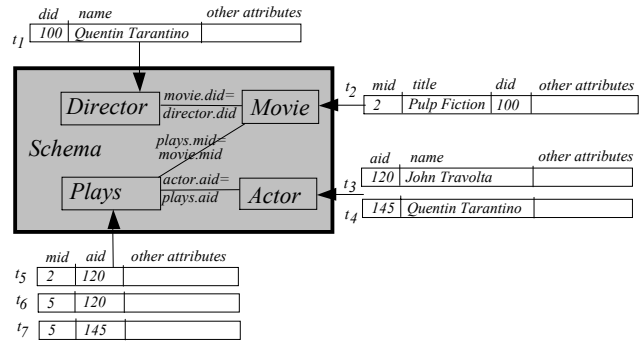 did name other attributes
t1 100 Quentin Tarantino
Director movie.did= director.did Movie
t2 mid title did other attributes
2 Pulp Fiction 100
Schema
plays.mid= movie.mid
aid name other attributes
t3 120 John Travolta
t4 145 Quentin Tarantino
Plays actor.aid= plays.aid Actor
mid aid other attributes
t5 2 120
t6 5 120
t7 5 145